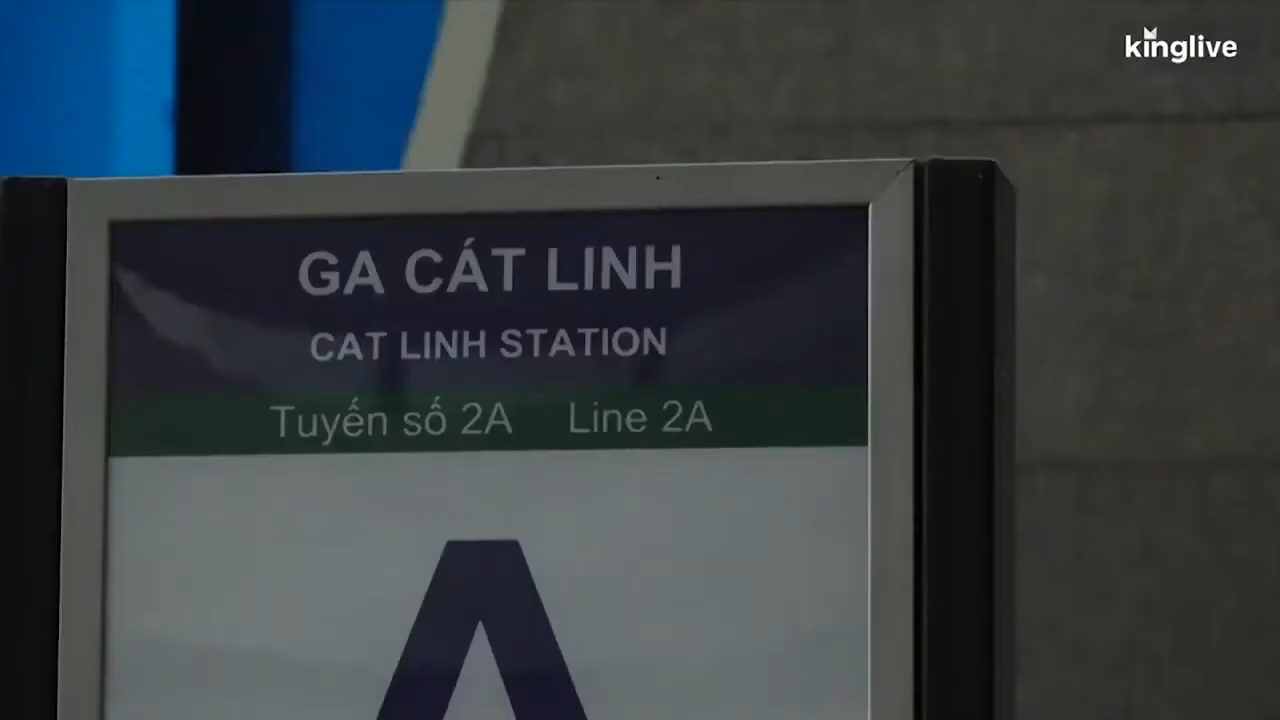 kinglive
GA CÁT LINH
CAT LINH STATION
Tuyến số 2A Line 2A
A